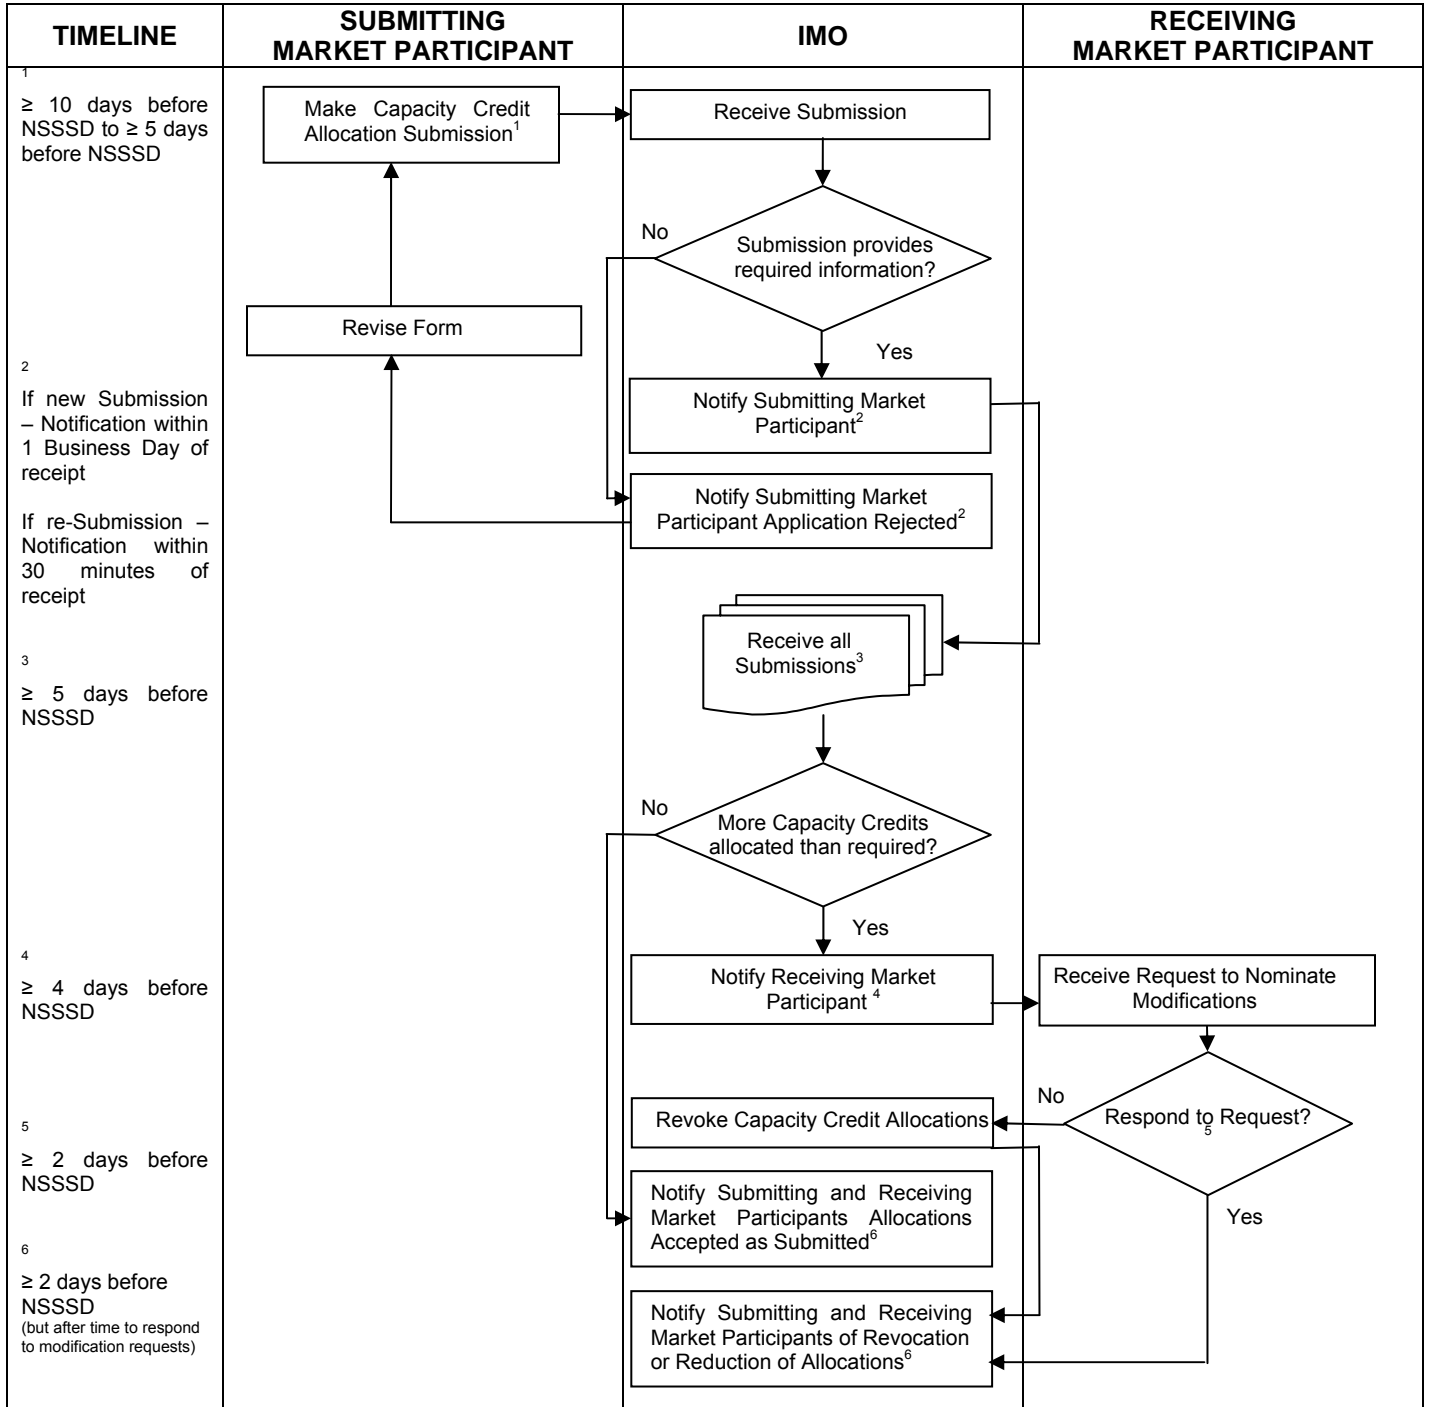 TIMELINE
SUBMITTING
MARKET PARTICIPANT
IMO
RECEIVING
MARKET PARTICIPANT
1
≥ 10 days before
NSSSD to ≥ 5 days
before NSSSD
Make Capacity Credit
Allocation Submission1
Receive Submission
No
Submission provides
required information?
Revise Form
Yes
2
If new Submission
– Notification within
1 Business Day of
receipt
Notify Submitting Market
Participant2
Notify Submitting Market
Participant Application Rejected2
If re-Submission –
Notification within
30 minutes of
receipt
Receive all
Submissions3
3
≥ 5 days before
NSSSD
No
More Capacity Credits
allocated than required?
Yes
4
≥ 4 days before
NSSSD
Notify Receiving Market
Participant 4
Receive Request to Nominate
Modifications
No
Respond to Request?
5
Revoke Capacity Credit Allocations
5
≥ 2 days before
NSSSD
Notify Submitting and Receiving
Market Participants Allocations
Accepted as Submitted6
Yes
6
≥ 2 days before
NSSSD
(but after time to respond
to modification requests)
Notify Submitting and Receiving
Market Participants of Revocation
or Reduction of Allocations6